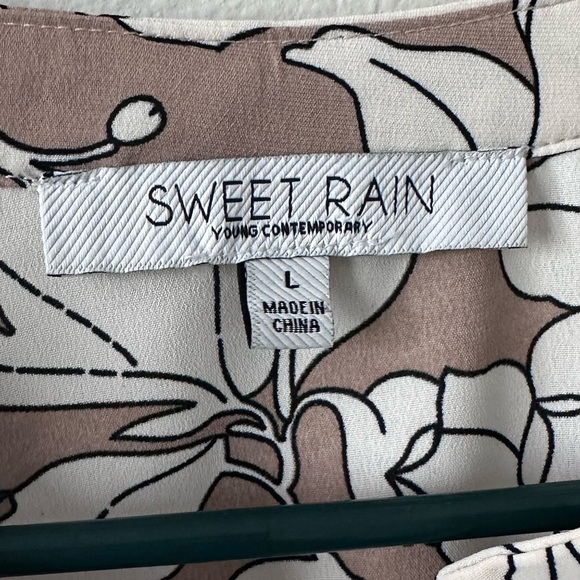 SWEET RAIN
YOUNG CONTEMPORARY
L
MADE IN
CHINA